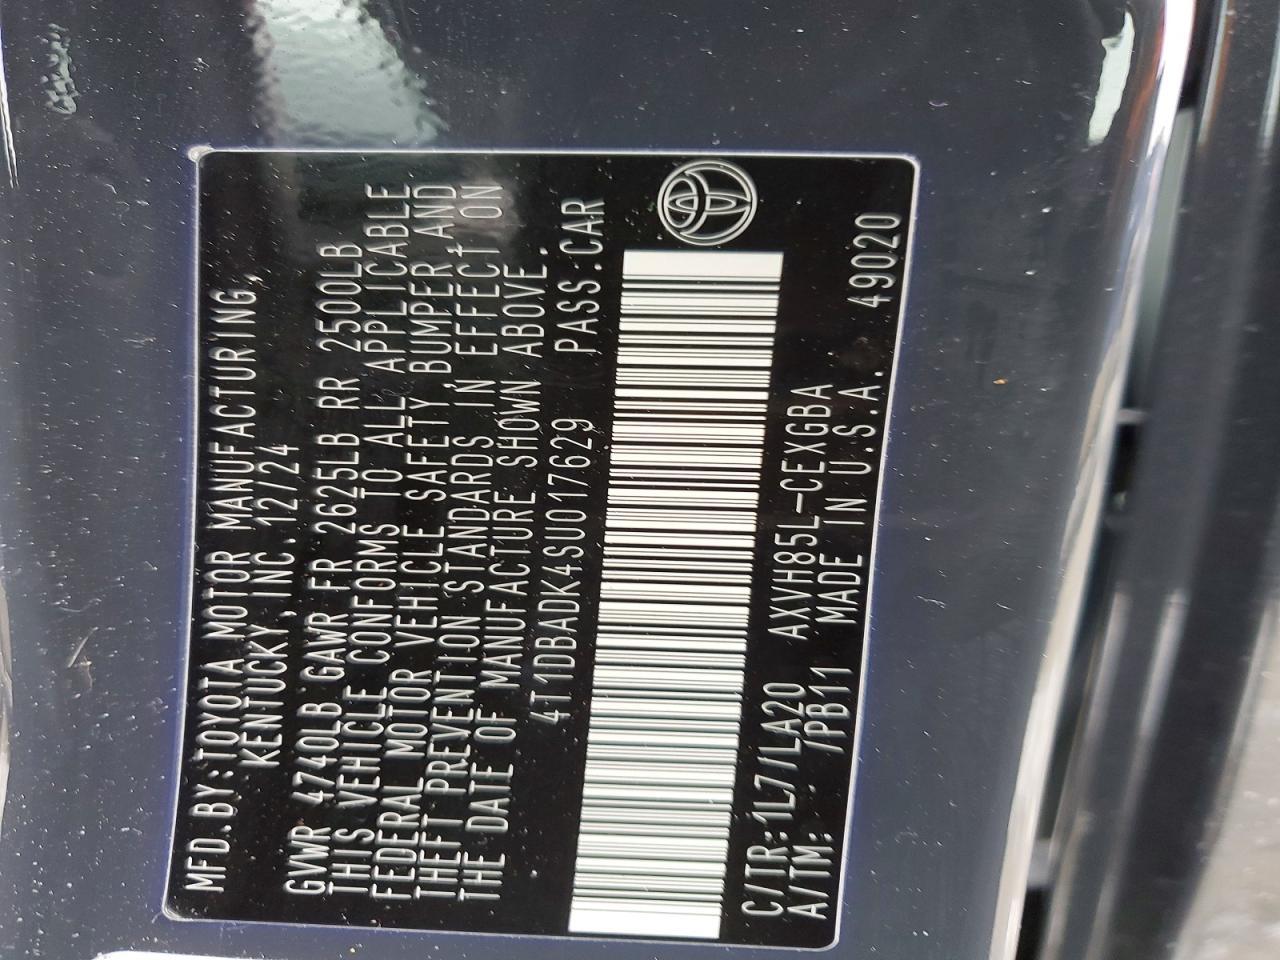 MFD.BY:TOYOTA MOTOR MANUFACTURING,
KENTUCKY,INC.12/24
GVWR 4740LB GAWR FR 2625LB RR 2500LB
THIS VEHICLE CONFORMS TO ALL APPLICABLE
FEDERAL MOTOR VEHICLE SAFETY,BUMPER AND
THEFT PREVENTION STANDARDS IN EFFECT ON
THE DATE OF MANUFACTURE SHOWN ABOVE.
4T1DBADK4SU017629 PASS.CAR
C/TR:1L7/LA20 AXVH85L-CEXGBA
A/TM: /PB11 MADE IN U.S.A. 49020